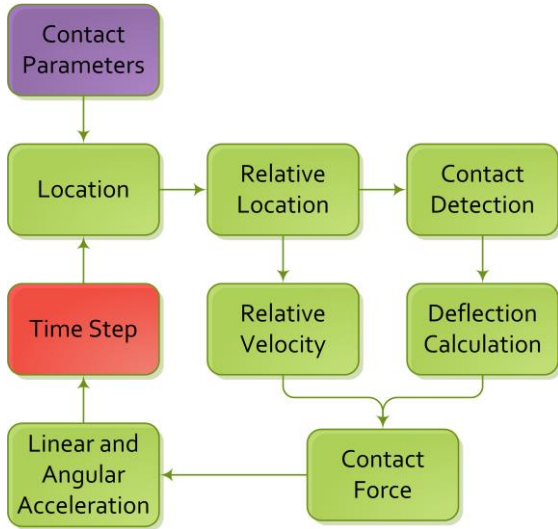 Contact
Parameters
Location
Relative
Location
Contact
Detection
Time Step
Relative
Velocity
Deflection
Calculation
Linear and
Angular
Acceleration
Contact
Force